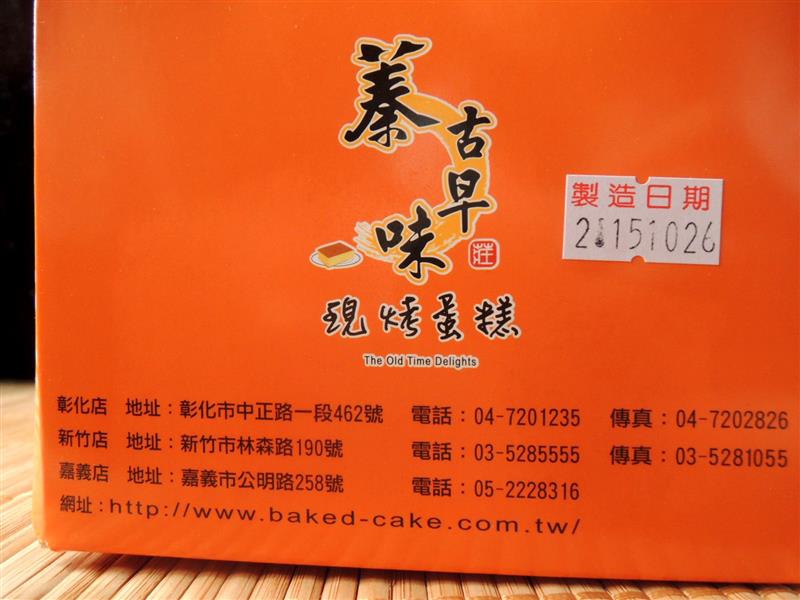 蓁古早味
莊
現烤蛋糕
The Old Time Delights
製造日期
20151026
彰化店 地址：彰化市中正路一段462號 電話：04-7201235 傳真：04-7202826
新竹店 地址：新竹市林森路190號 電話：03-5285555 傳真：03-5281055
嘉義店 地址：嘉義市公明路258號 電話：05-2228316
網址：http://www.baked-cake.com.tw/